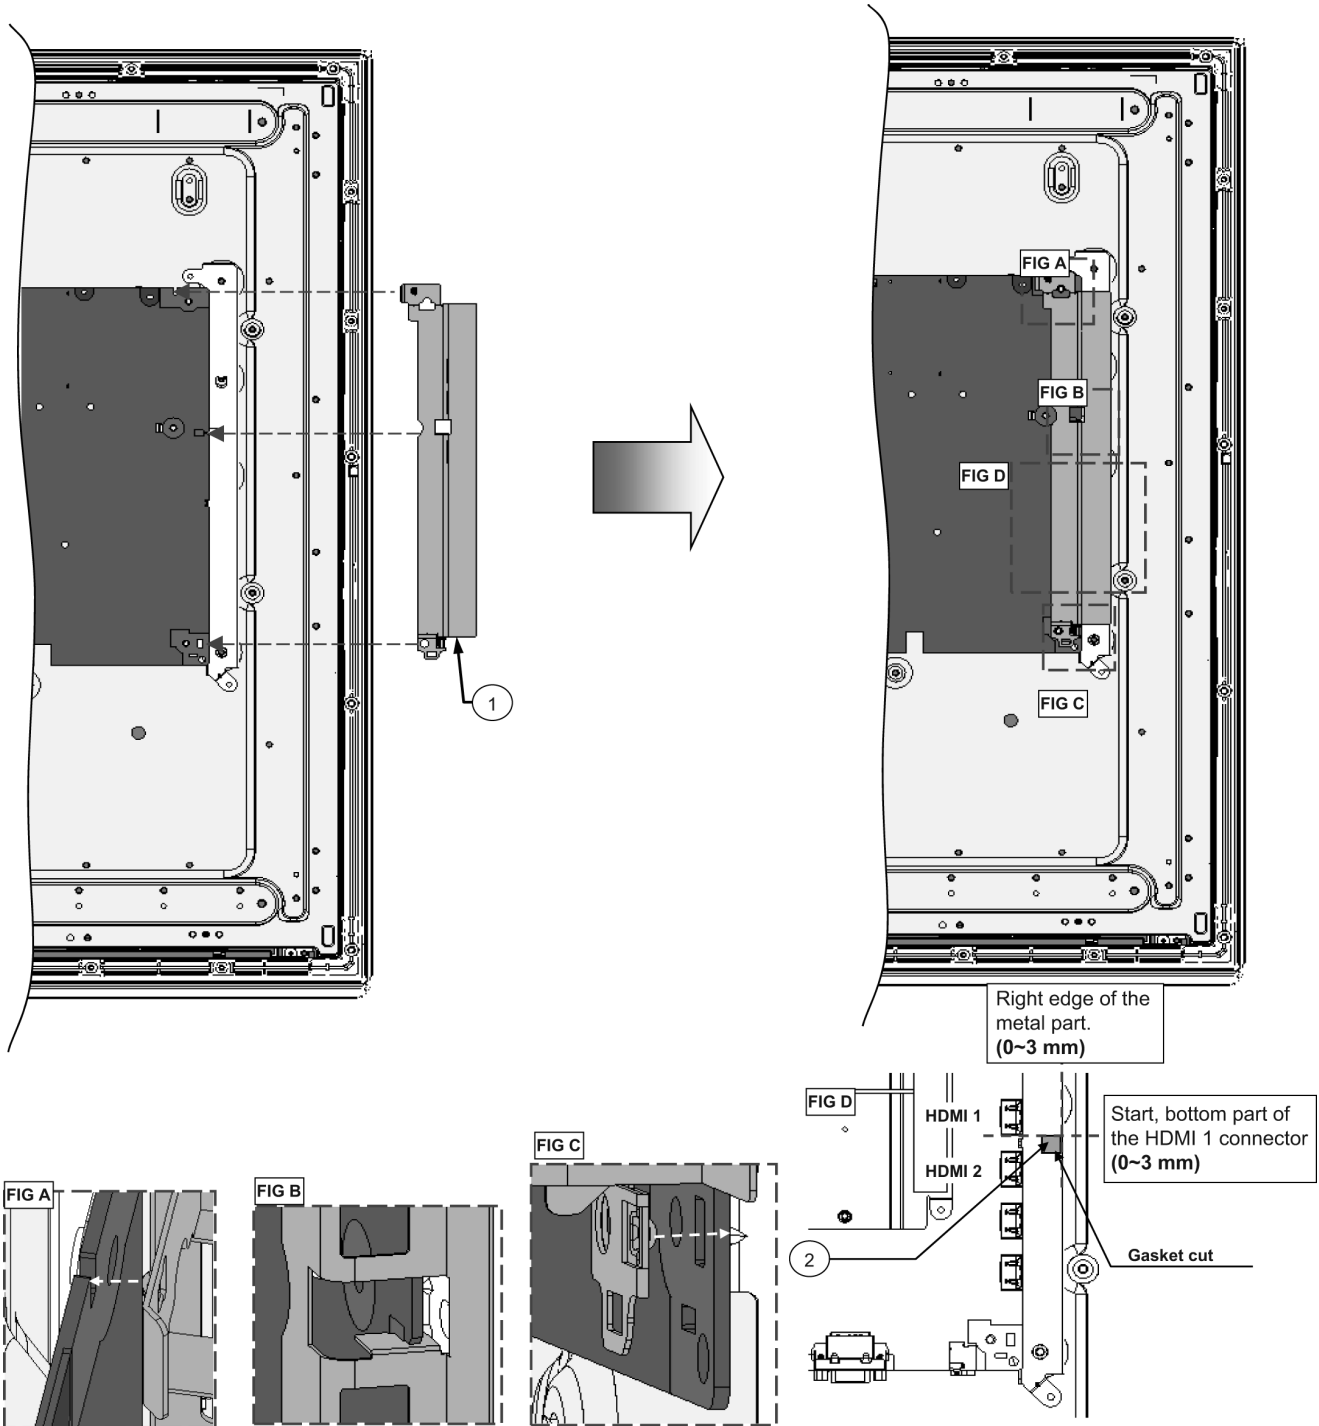 FIG A
FIG B
FIG D
1
FIG C
Right edge of the
metal part.
(0~3 mm)
FIG D
HDMI 1
HDMI 2
Start, bottom part of
the HDMI 1 connector
(0~3 mm)
2
Gasket cut
FIG A
FIG B
FIG C